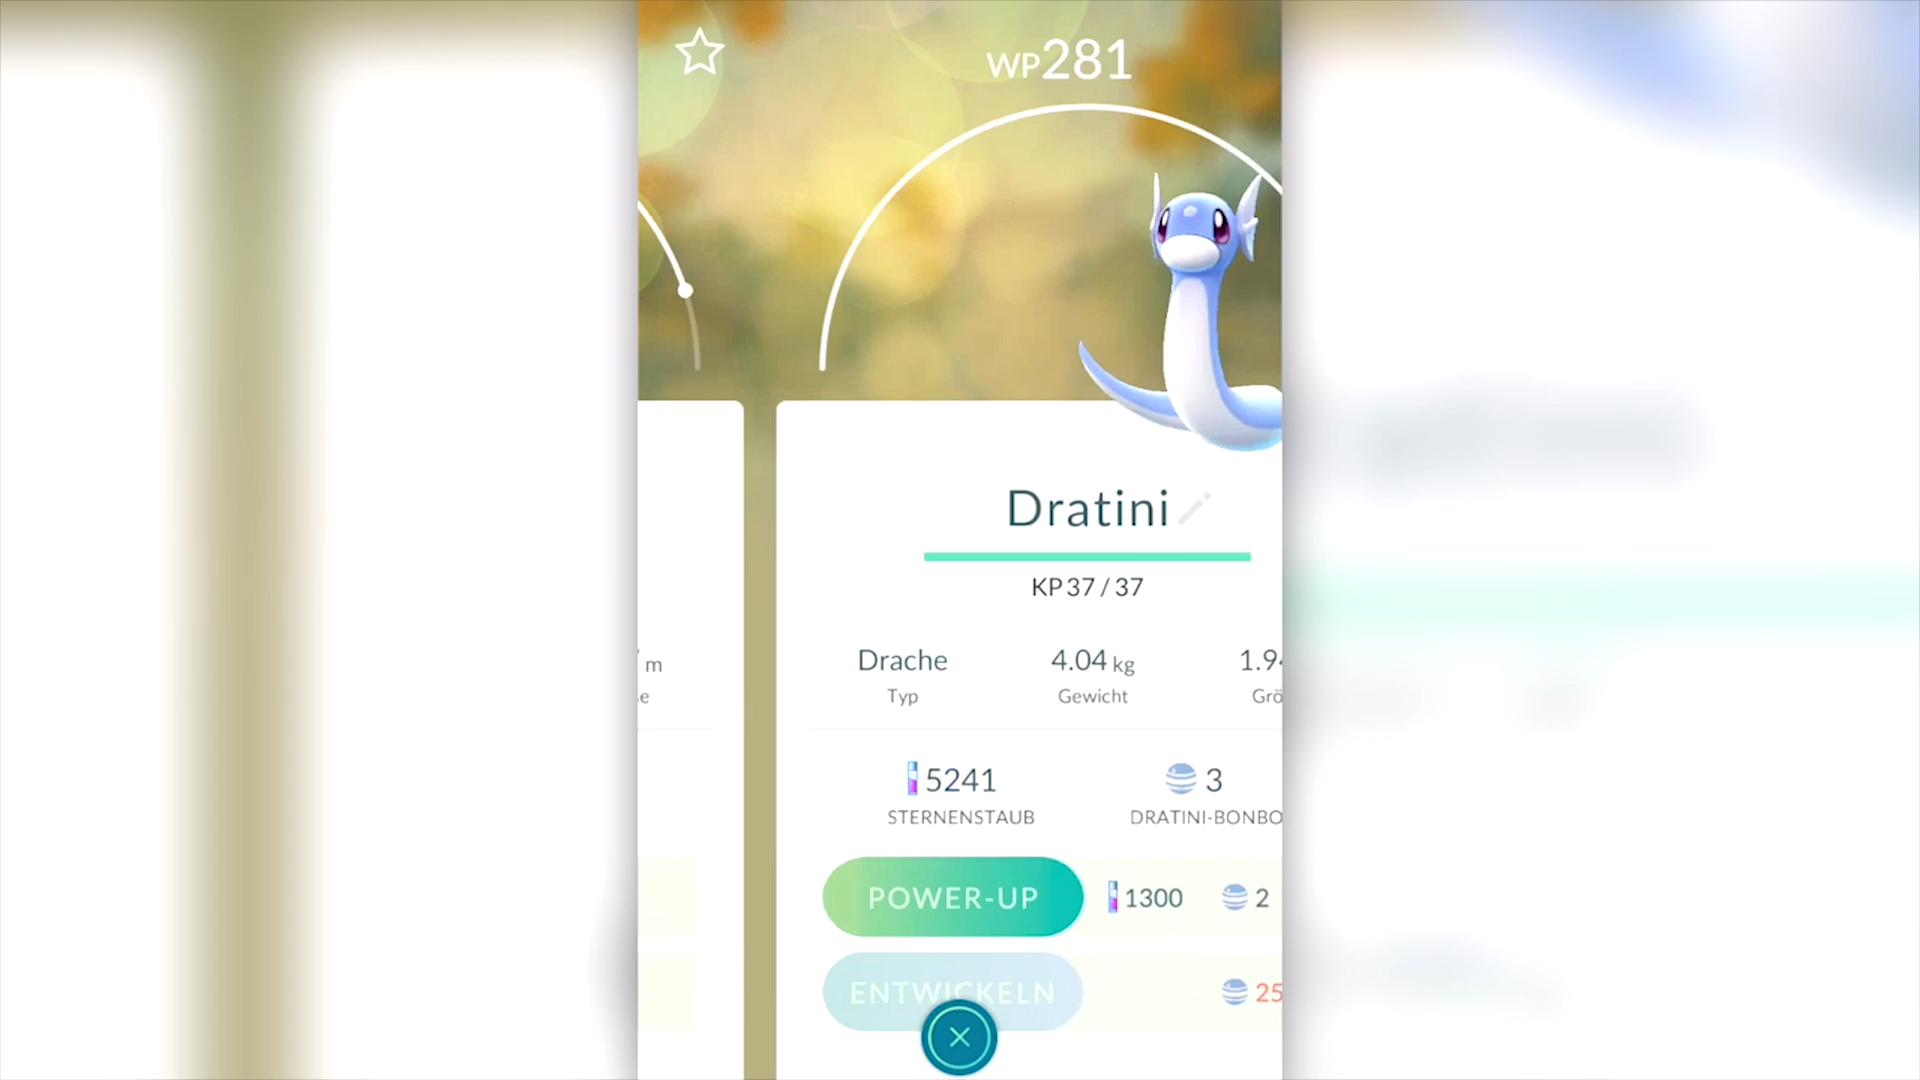 WP281
Dratini
KP 37 / 37
Drache
4.04 kg
m
Typ
Gewicht
5241
3
STERNENSTAUB
POWER-UP
1300
2
ENTWICKELN
25